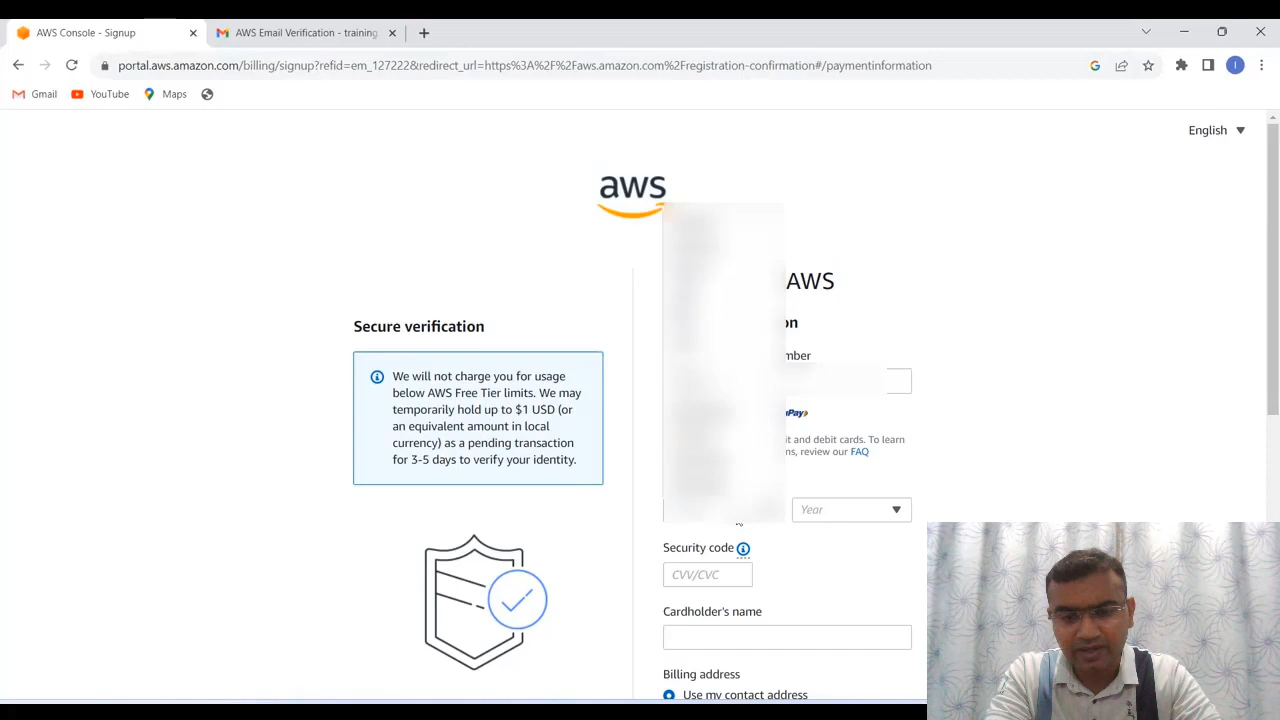 AWS Console - Signup
AWS Email Verification - training.
portal.aws.amazon.com/billing/signup?refid=em_127222&redirect_url=https%3A%2F%2Faws.amazon.com%2Fregistration-confirmation#/paymentinformation
I
Gmail
YouTube
Maps
English
aws
AWS
Secure verification
on
mber
We will not charge you for usage
below AWS Free Tier limits. We may
temporarily hold up to $1 USD (or
an equivalent amount in local
currency) as a pending transaction
for 3-5 days to verify your identity.
Pay
it and debit cards. To learn
ns, review our FAQ
Year
Security code
CVV/CVC
Cardholder's name
Billing address
Use my contact address